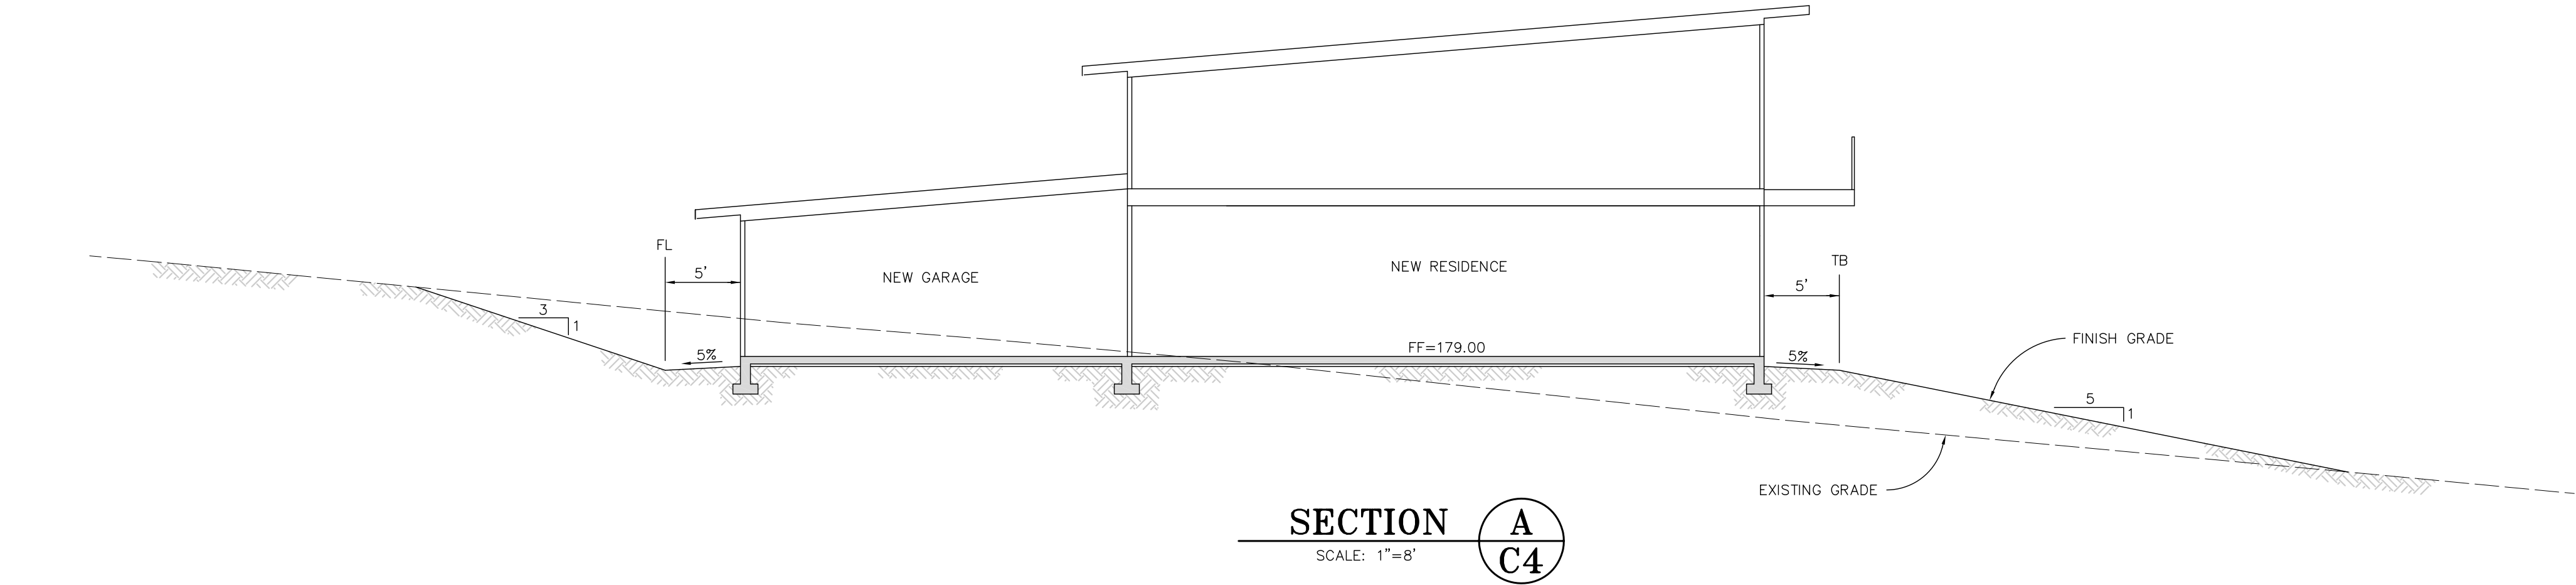 FL
5'
NEW GARAGE
NEW RESIDENCE
TB
5'
3
1
5%
FF=179.00
5%
FINISH GRADE
5
1
EXISTING GRADE
SECTION
A
SCALE: 1"=8'
C4